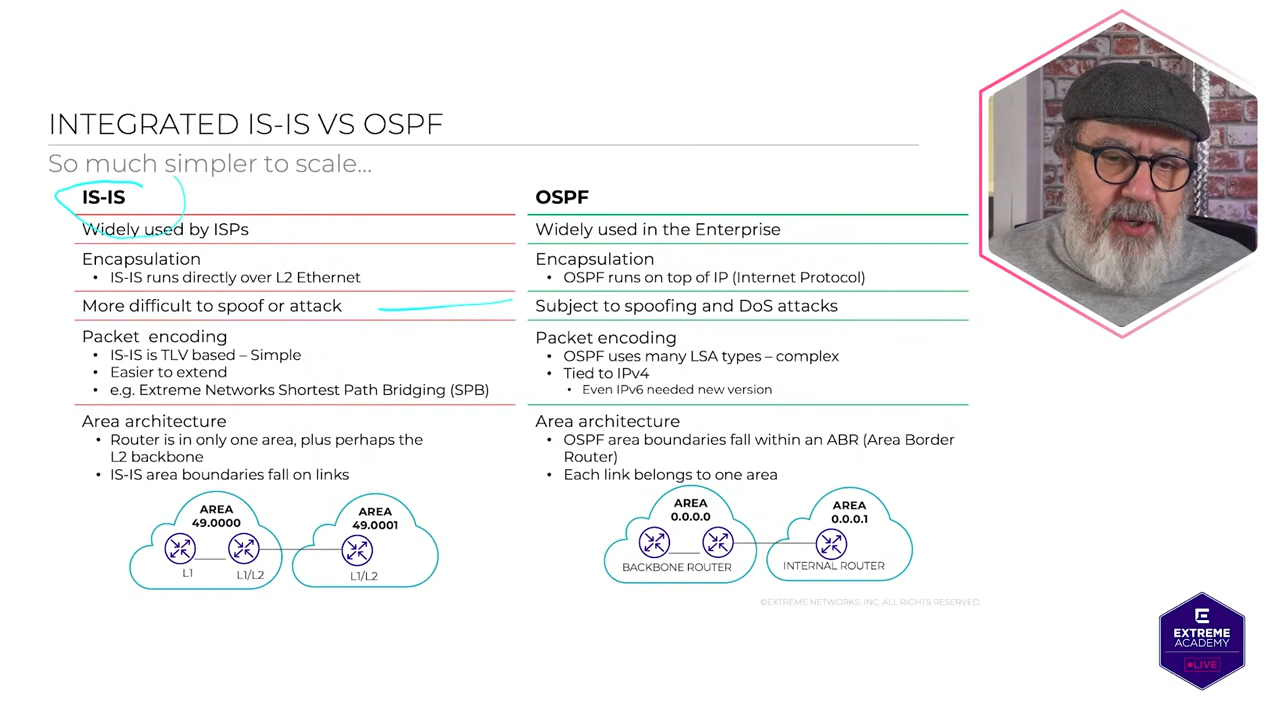 INTEGRATED IS-IS VS OSPF
So much simpler to scale...
IS-IS
Widely used by ISPs
Encapsulation
• IS-IS runs directly over L2 Ethernet
More difficult to spoof or attack
Packet encoding
• IS-IS is TLV based – Simple
• Easier to extend
• e.g. Extreme Networks Shortest Path Bridging (SPB)
Area architecture
• Router is in only one area, plus perhaps the
L2 backbone
• IS-IS area boundaries fall on links
AREA
49.0000
L1
L1/L2
AREA
49.0001
L1/L2
OSPF
Widely used in the Enterprise
Encapsulation
• OSPF runs on top of IP (Internet Protocol)
Subject to spoofing and DoS attacks
Packet encoding
• OSPF uses many LSA types – complex
• Tied to IPv4
• Even IPv6 needed new version
Area architecture
• OSPF area boundaries fall within an ABR (Area Border
Router)
• Each link belongs to one area
AREA
0.0.0.0
BACKBONE ROUTER
AREA
0.0.0.1
INTERNAL ROUTER
©EXTREME NETWORKS, INC. ALL RIGHTS RESERVED.
EXTREME
ACADEMY
LIVE